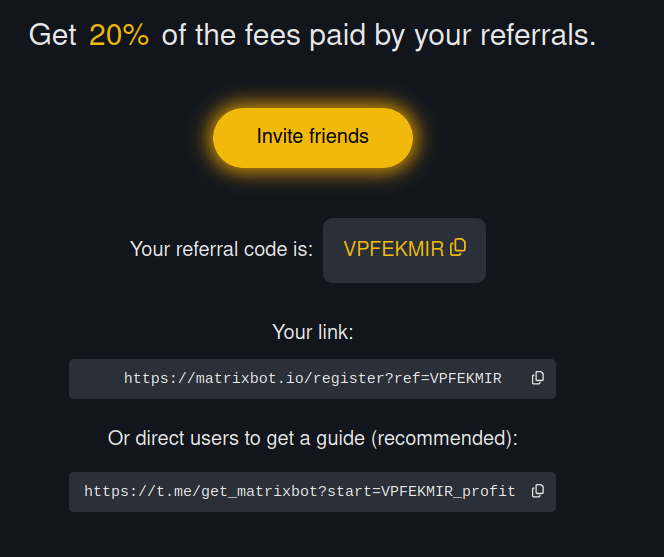 Get 20% of the fees paid by your referrals.
Invite friends
Your referral code is: VPFEKMIR
Your link:
https://matrixbot.io/register?ref=VPFEKMIR
Or direct users to get a guide (recommended):
https://t.me/get_matrixbot?start=VPFEKMIR_profit